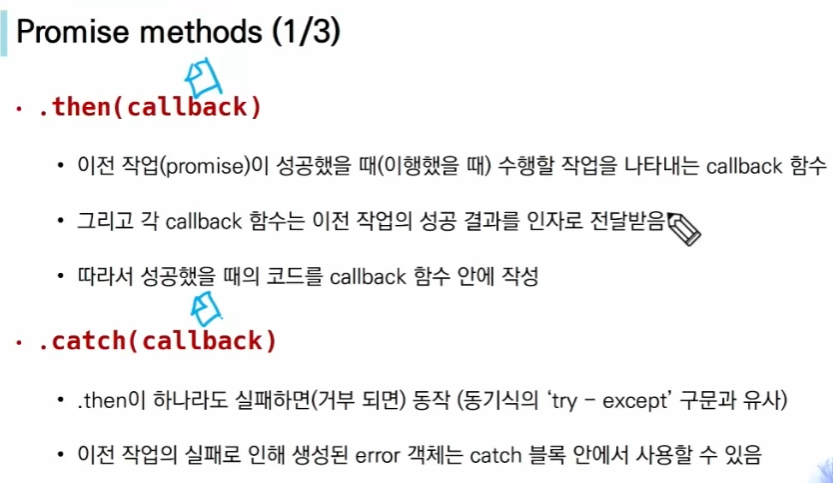 Promise methods (1/3)
• .then(callback)
• 이전 작업(promise)이 성공했을 때(이행했을 때) 수행할 작업을 나타내는 callback 함수
• 그리고 각 callback 함수는 이전 작업의 성공 결과를 인자로 전달받음
• 따라서 성공했을 때의 코드를 callback 함수 안에 작성
• .catch(callback)
• .then이 하나라도 실패하면(거부 되면) 동작 (동기식의 ‘try - except’ 구문과 유사)
• 이전 작업의 실패로 인해 생성된 error 객체는 catch 블록 안에서 사용할 수 있음